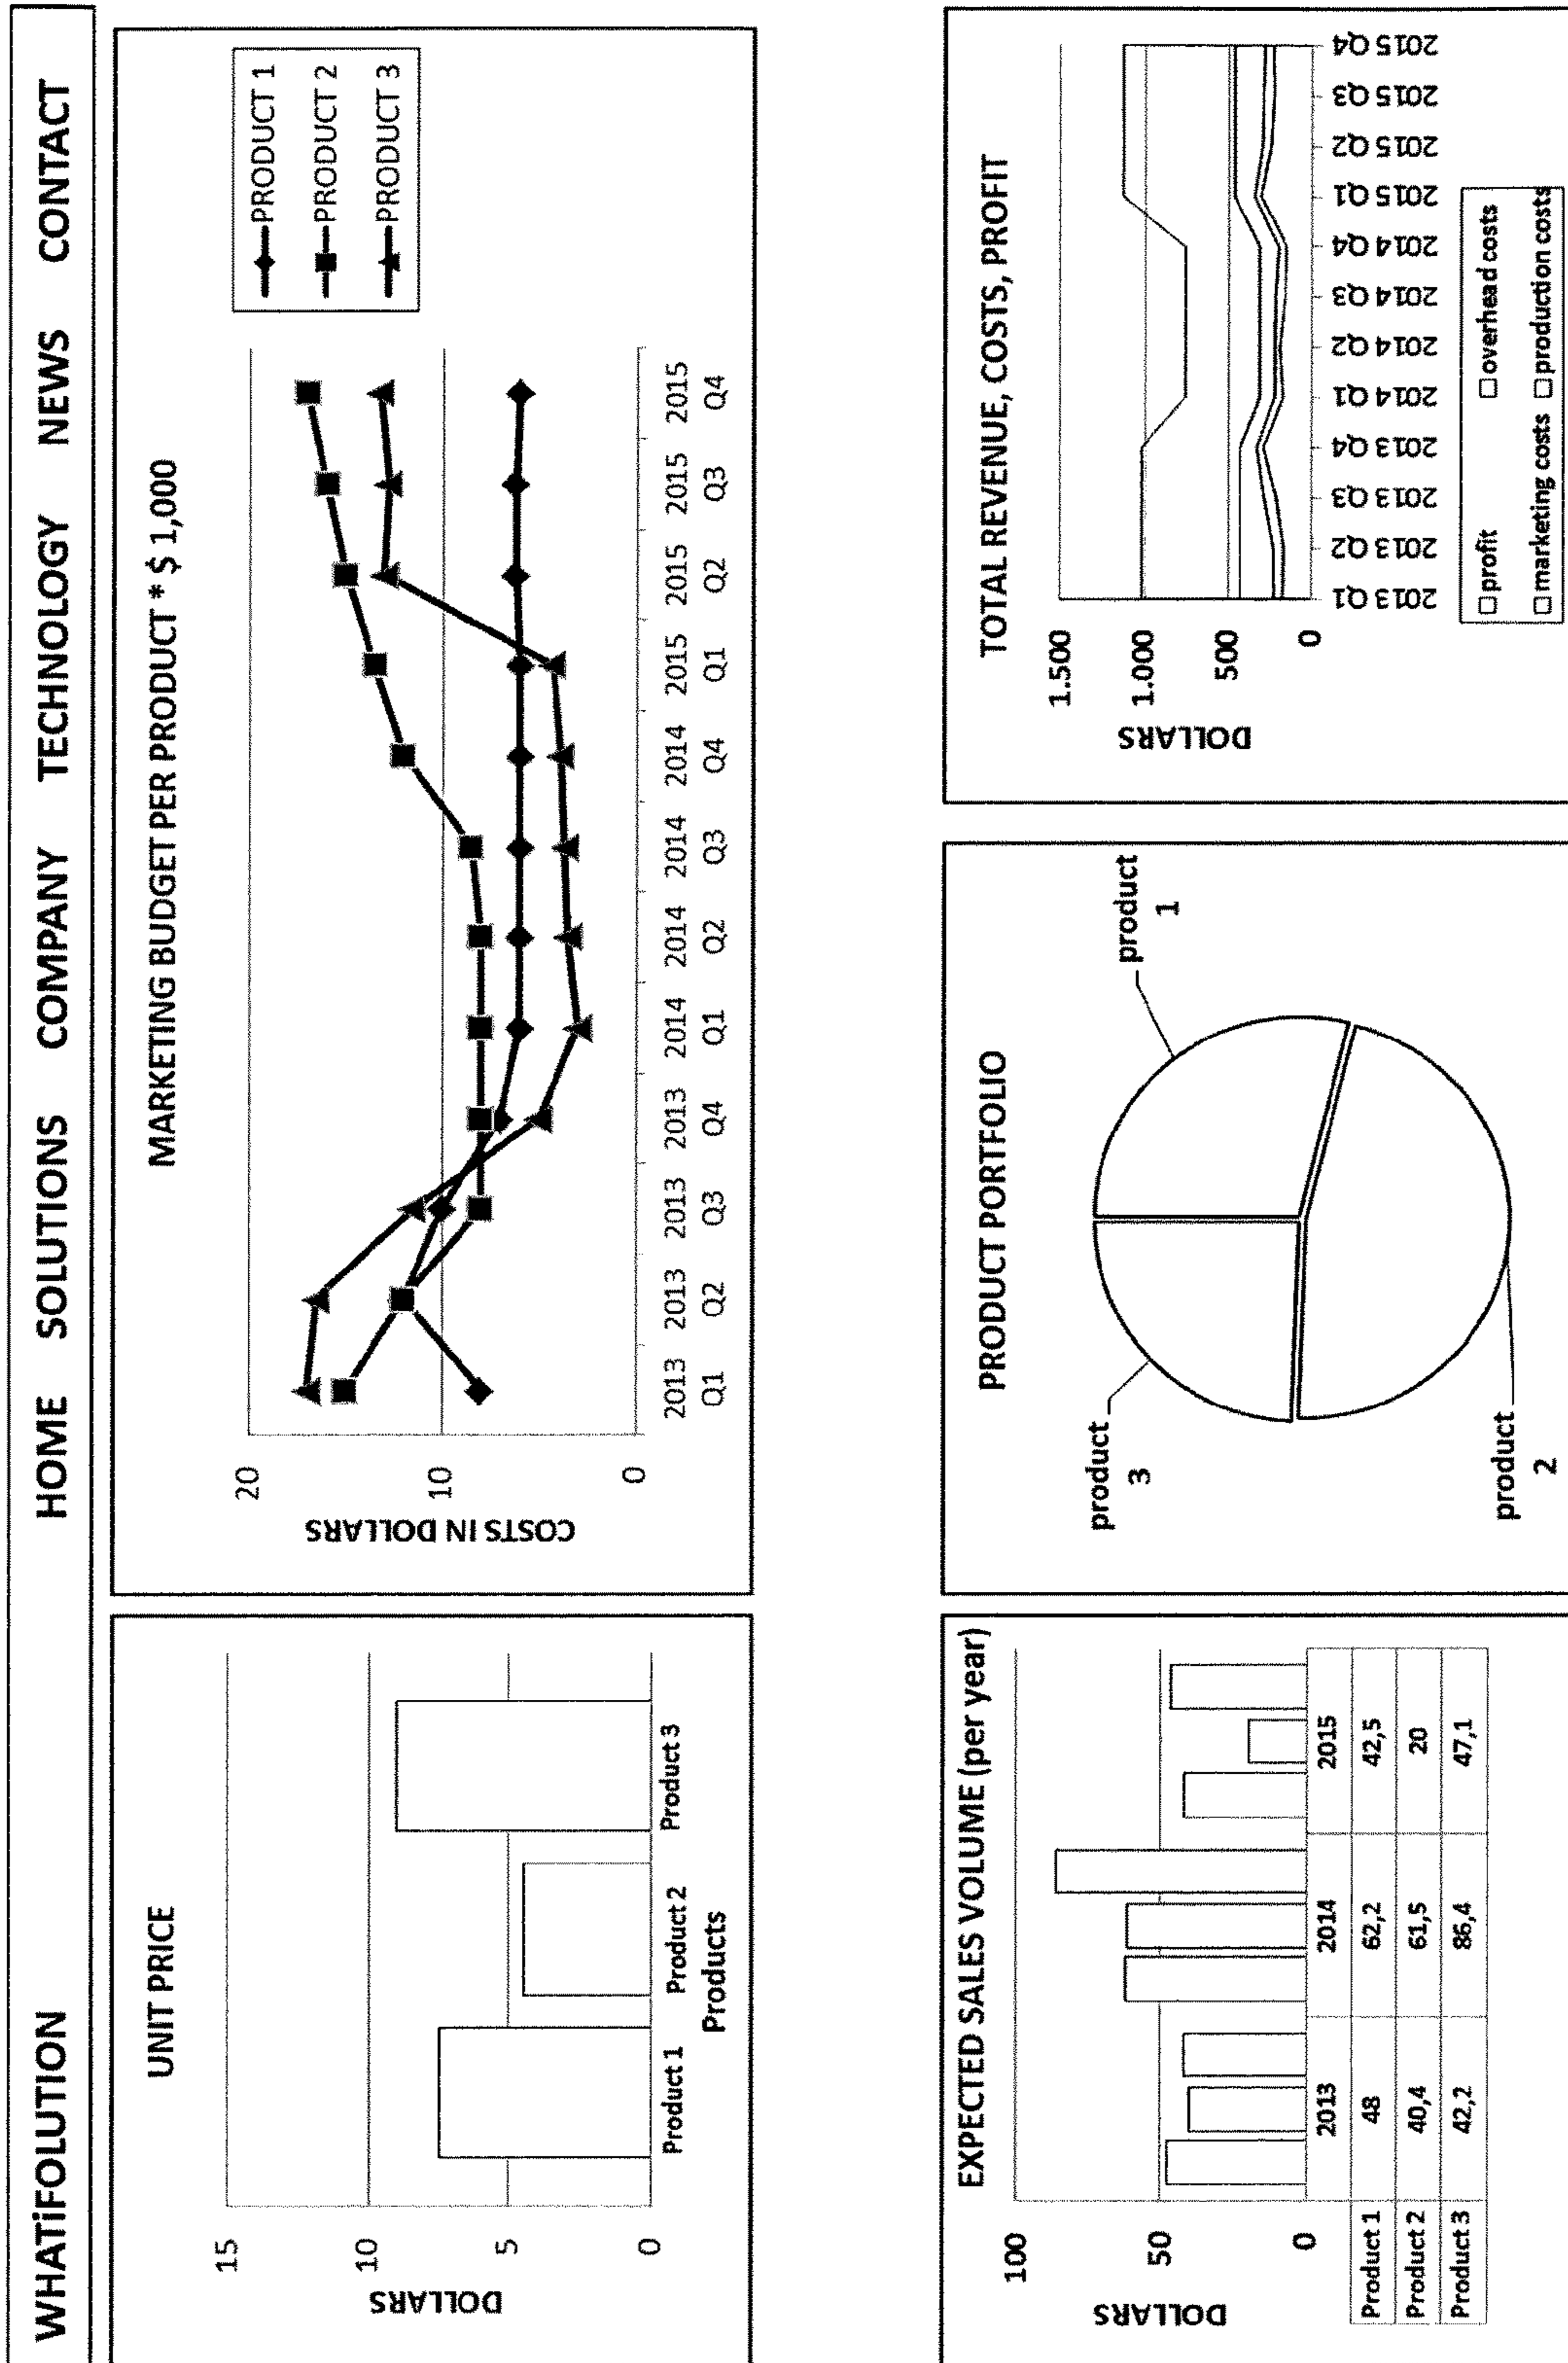 WHATiFOLUTION HOME SOLUTIONS COMPANY TECHNOLOGY NEWS CONTACT
UNIT PRICE
15
10
5
0
DOLLARS
Product 1 Product 2 Product 3
Products
MARKETING BUDGET PER PRODUCT * $ 1,000
20
10
0
COSTS IN DOLLARS
2013 2013 2013 2013 2014 2014 2014 2014 2015 2015 2015 2015
Q1 Q2 Q3 Q4 Q1 Q2 Q3 Q4 Q1 Q2 Q3 Q4
PRODUCT 1
PRODUCT 2
PRODUCT 3
EXPECTED SALES VOLUME (per year)
100
50
0
DOLLARS
2013 2014 2015
Product 1 48 62,2 42,5
Product 2 40,4 61,5 20
Product 3 42,2 86,4 47,1
PRODUCT PORTFOLIO
product
3
product
1
product
2
TOTAL REVENUE, COSTS, PROFIT
1.500
1.000
500
0
DOLLARS
2013 Q1
2013 Q2
2013 Q3
2013 Q4
2014 Q1
2014 Q2
2014 Q3
2014 Q4
2015 Q1
2015 Q2
2015 Q3
2015 Q4
profit overhead costs
marketing costs production costs